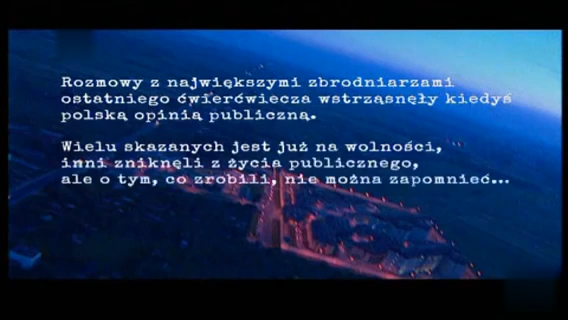 Rozmowy z największymi zbrodniarzami
ostatniego ćwierćwiecza wstrząsnęły kiedyś
polską opinią publiczną.
Wielu skazanych jest już na wolności,
inni zniknęli z życia publicznego,
ale o tym, co zrobili, nie można zapomnieć...